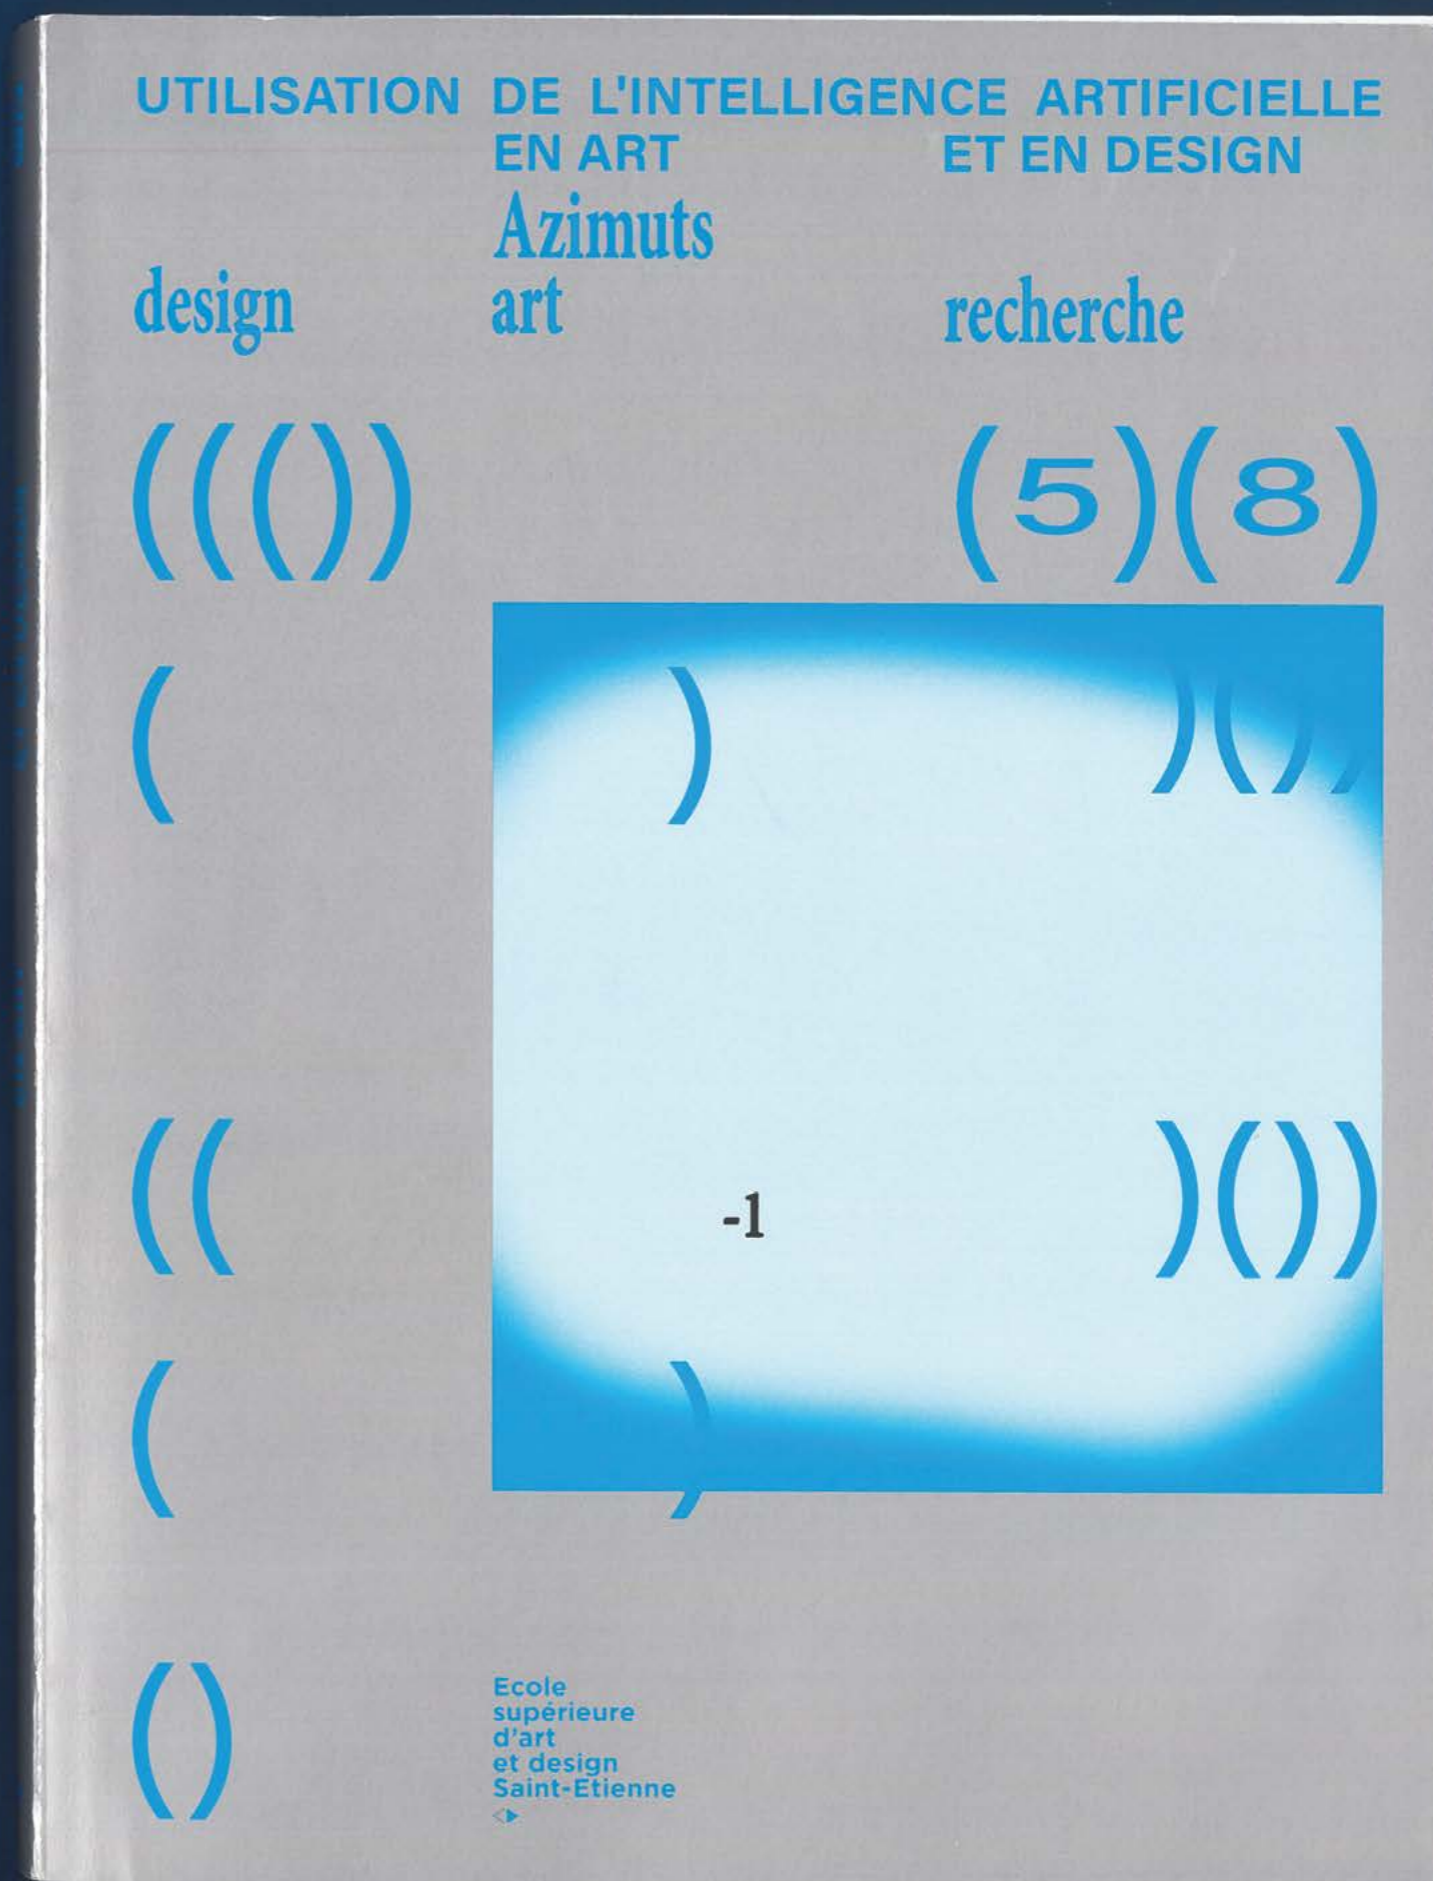 UTILISATION DE L'INTELLIGENCE ARTIFICIELLE
EN ART ET EN DESIGN
Azimuts
design art recherche
((()) (5)(8)
( ) )())
(( )())
-1
( )
()
Ecole
supérieure
d'art
et design
Saint-Etienne